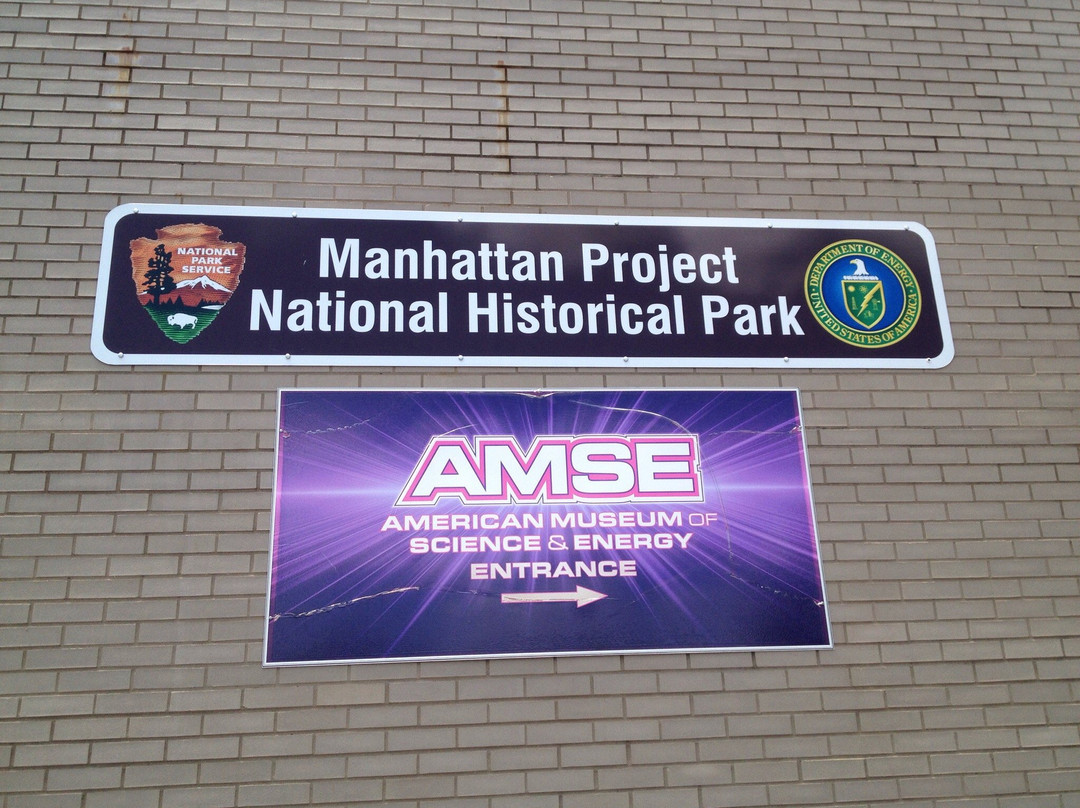 NATIONAL
PARK
SERVICE
Manhattan Project
National Historical Park
DEPARTMENT OF ENERGY
UNITED STATES OF AMERICA
AMSE
AMERICAN MUSEUM OF
SCIENCE & ENERGY
ENTRANCE